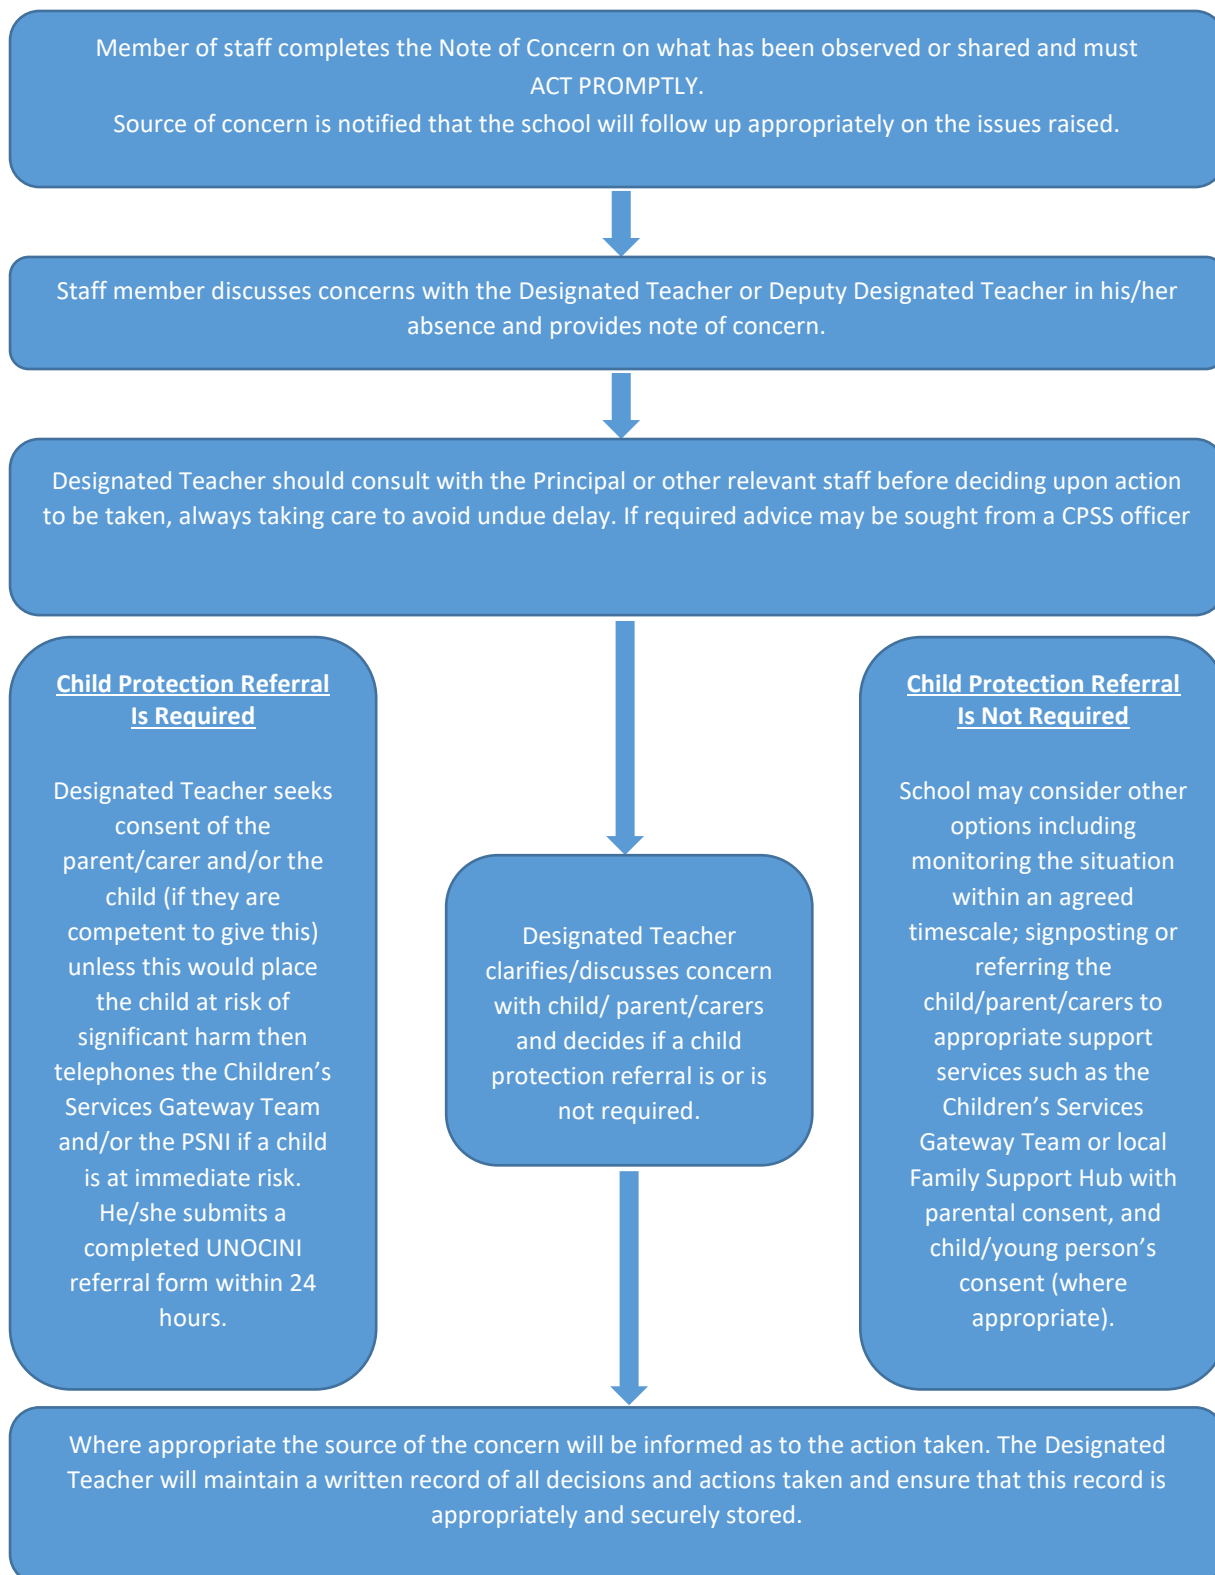 Member of staff completes the Note of Concern on what has been observed or shared and must
ACT PROMPTLY.
Source of concern is notified that the school will follow up appropriately on the issues raised.
Staff member discusses concerns with the Designated Teacher or Deputy Designated Teacher in his/her
absence and provides note of concern.
Designated Teacher should consult with the Principal or other relevant staff before deciding upon action
to be taken, always taking care to avoid undue delay. If required advice may be sought from a CPSS officer
Child Protection Referral
Is Required
Designated Teacher seeks
consent of the
parent/carer and/or the
child (if they are
competent to give this)
unless this would place
the child at risk of
significant harm then
telephones the Children’s
Services Gateway Team
and/or the PSNI if a child
is at immediate risk.
He/she submits a
completed UNOCINI
referral form within 24
hours.
Designated Teacher
clarifies/discusses concern
with child/ parent/carers
and decides if a child
protection referral is or is
not required.
Child Protection Referral
Is Not Required
School may consider other
options including
monitoring the situation
within an agreed
timescale; signposting or
referring the
child/parent/carers to
appropriate support
services such as the
Children’s Services
Gateway Team or local
Family Support Hub with
parental consent, and
child/young person’s
consent (where
appropriate).
Where appropriate the source of the concern will be informed as to the action taken. The Designated
Teacher will maintain a written record of all decisions and actions taken and ensure that this record is
appropriately and securely stored.